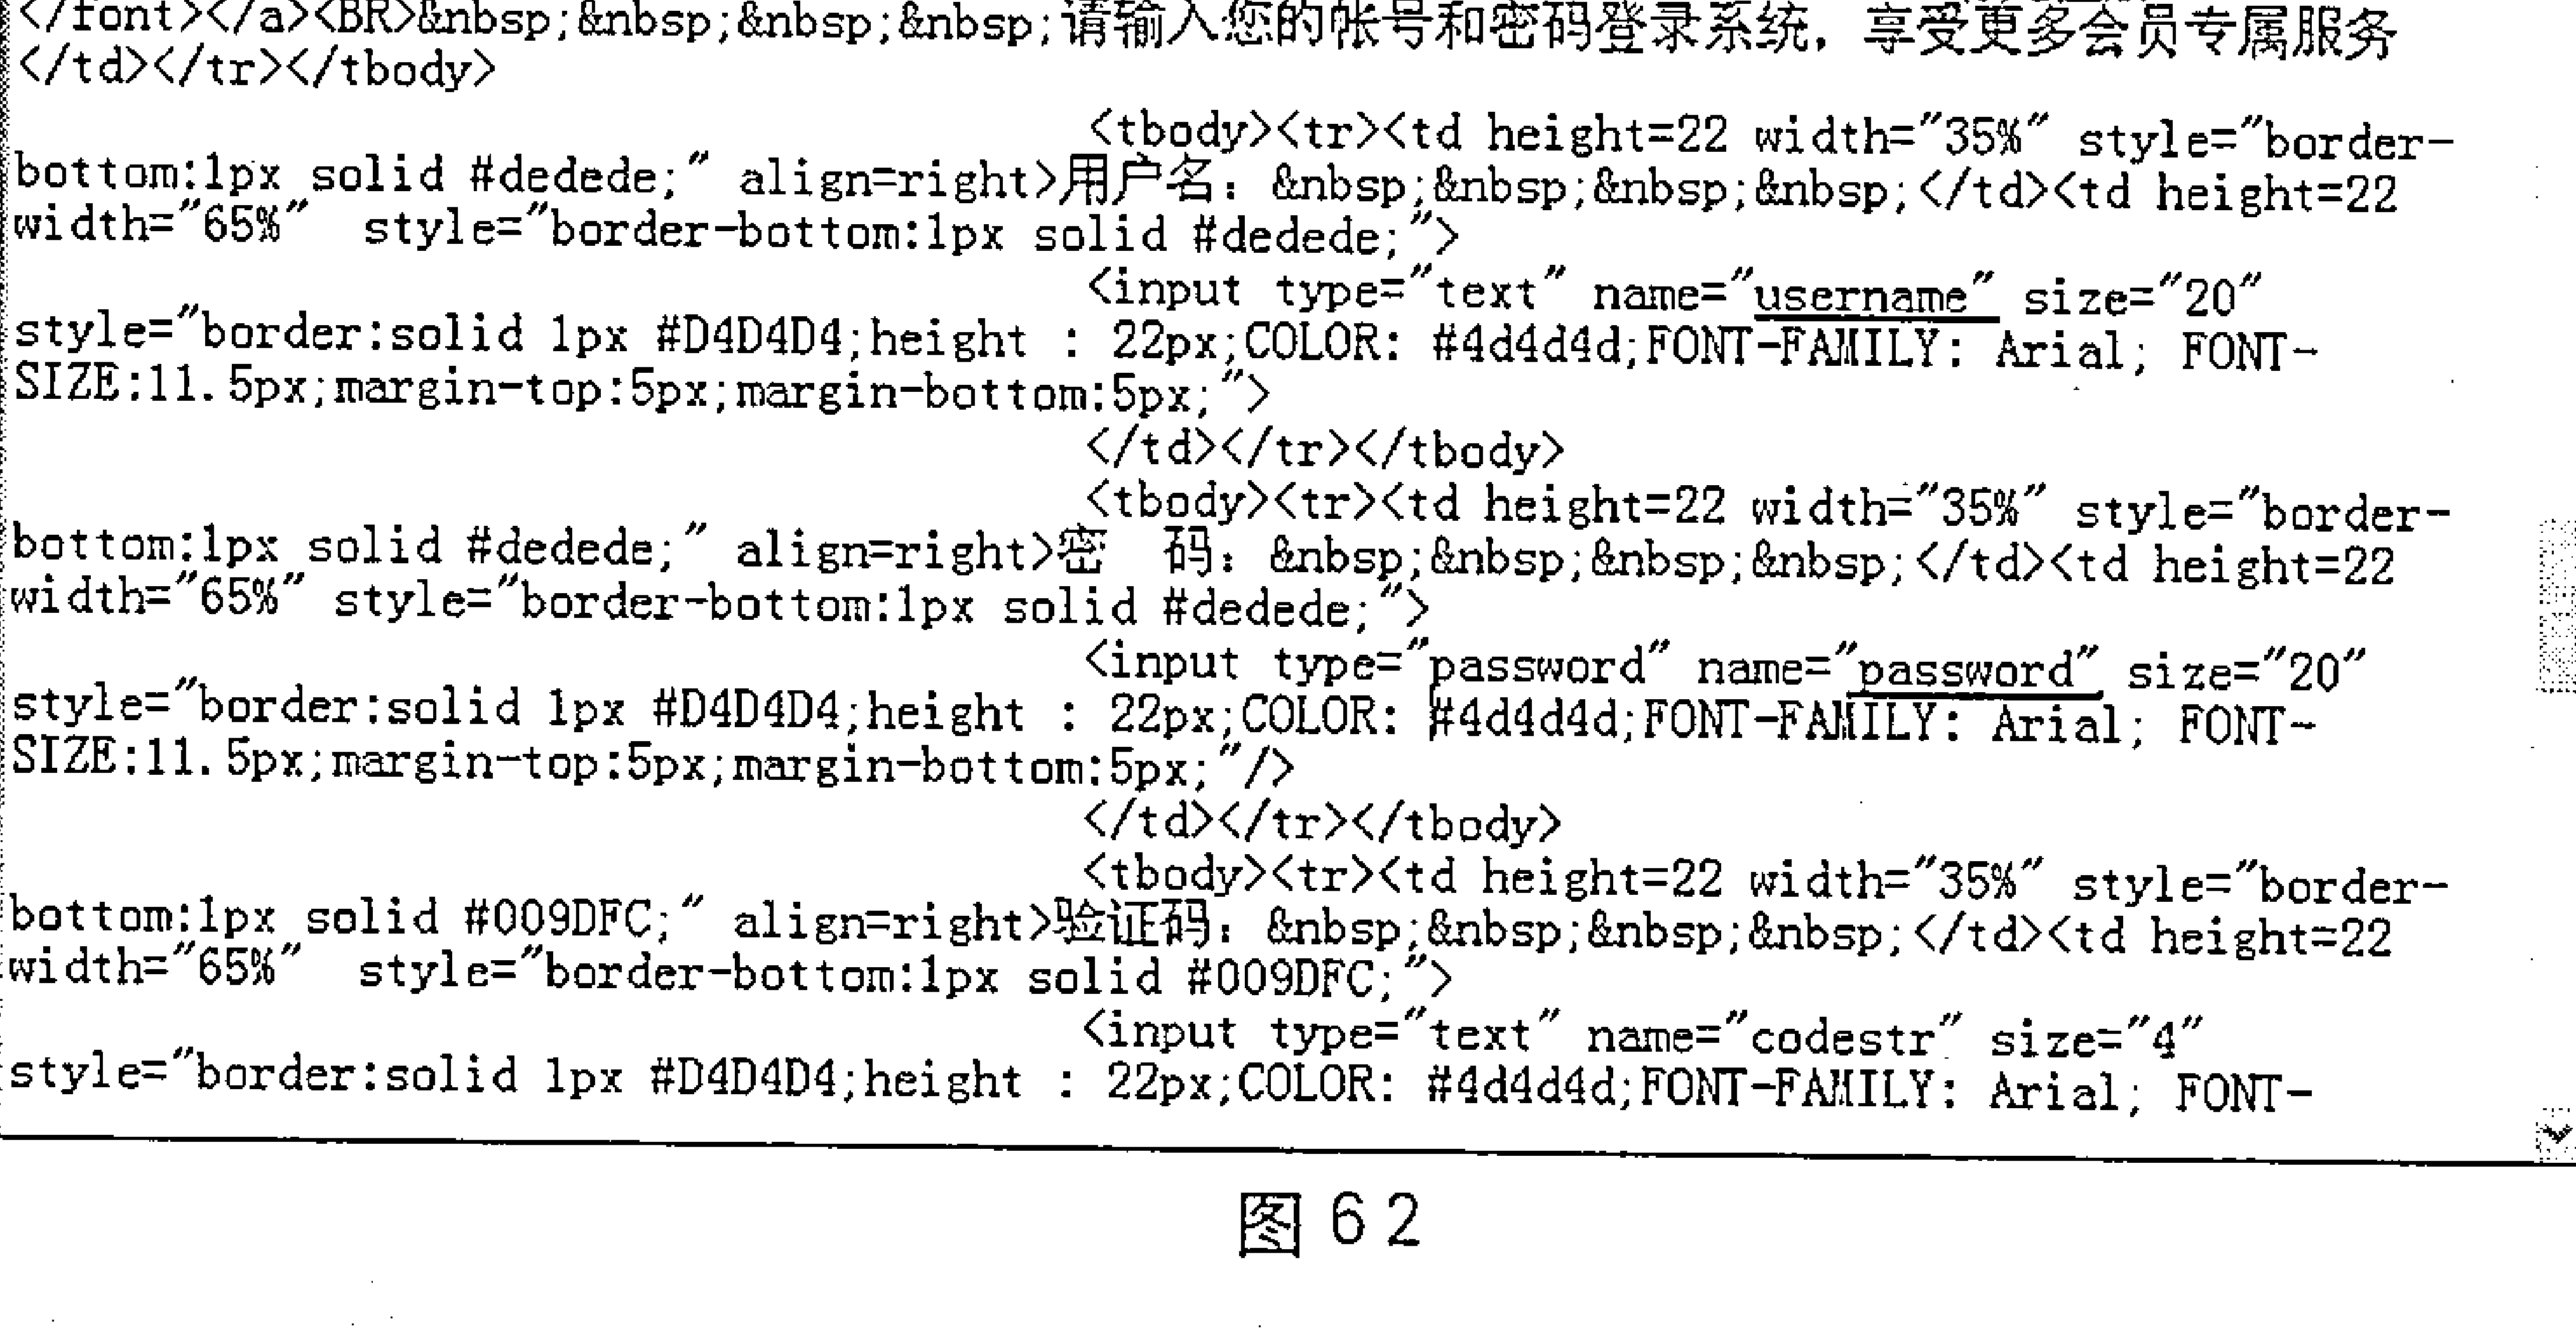 </font></a><BR>&nbsp;&nbsp;&nbsp;&nbsp;请输入您的帐号和密码登录系统，享受更多会员专属服务
</td></tr></tbody>
<tbody><tr><td height=22 width="35%" style="border-
bottom:1px solid #dedede;" align=right>用户名：&nbsp;&nbsp;&nbsp;&nbsp;</td><td height=22
width="65%"  style="border-bottom:1px solid #dedede;">
<input type="text" name="username" size="20"
style="border:solid 1px #D4D4D4;height : 22px;COLOR: #4d4d4d;FONT-FAMILY: Arial; FONT-
SIZE:11.5px;margin-top:5px;margin-bottom:5px;">
</td></tr></tbody>
<tbody><tr><td height=22 width="35%" style="border-
bottom:1px solid #dedede;" align=right>密  码：&nbsp;&nbsp;&nbsp;&nbsp;</td><td height=22
width="65%" style="border-bottom:1px solid #dedede;">
<input type="password" name="password" size="20"
style="border:solid 1px #D4D4D4;height : 22px;COLOR: #4d4d4d;FONT-FAMILY: Arial; FONT-
SIZE:11.5px;margin-top:5px;margin-bottom:5px;"/>
</td></tr></tbody>
<tbody><tr><td height=22 width="35%" style="border-
bottom:1px solid #009DFC;" align=right>验证码：&nbsp;&nbsp;&nbsp;&nbsp;</td><td height=22
width="65%"  style="border-bottom:1px solid #009DFC;">
<input type="text" name="codestr" size="4"
style="border:solid 1px #D4D4D4;height : 22px;COLOR: #4d4d4d;FONT-FAMILY: Arial; FONT-
图62